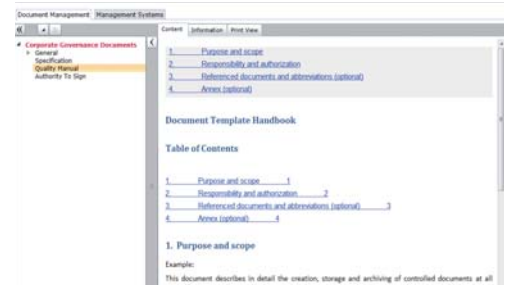 Document Management Management Systems
Content Information Print View
Corporate Governance Documents
General
Specification
Quality Manual
Authority To Sign
1. Purpose and scope
2. Responsibility and authorization
3. Referenced documents and abbreviations (optional)
4. Annex (optional)
Document Template Handbook
Table of Contents
1. Purpose and scope 1
2. Responsibility and authorization 2
3. Referenced documents and abbreviations (optional) 3
4. Annex (optional) 4
1. Purpose and scope
Example:
This document describes in detail the creation, storage and archiving of controlled documents at all